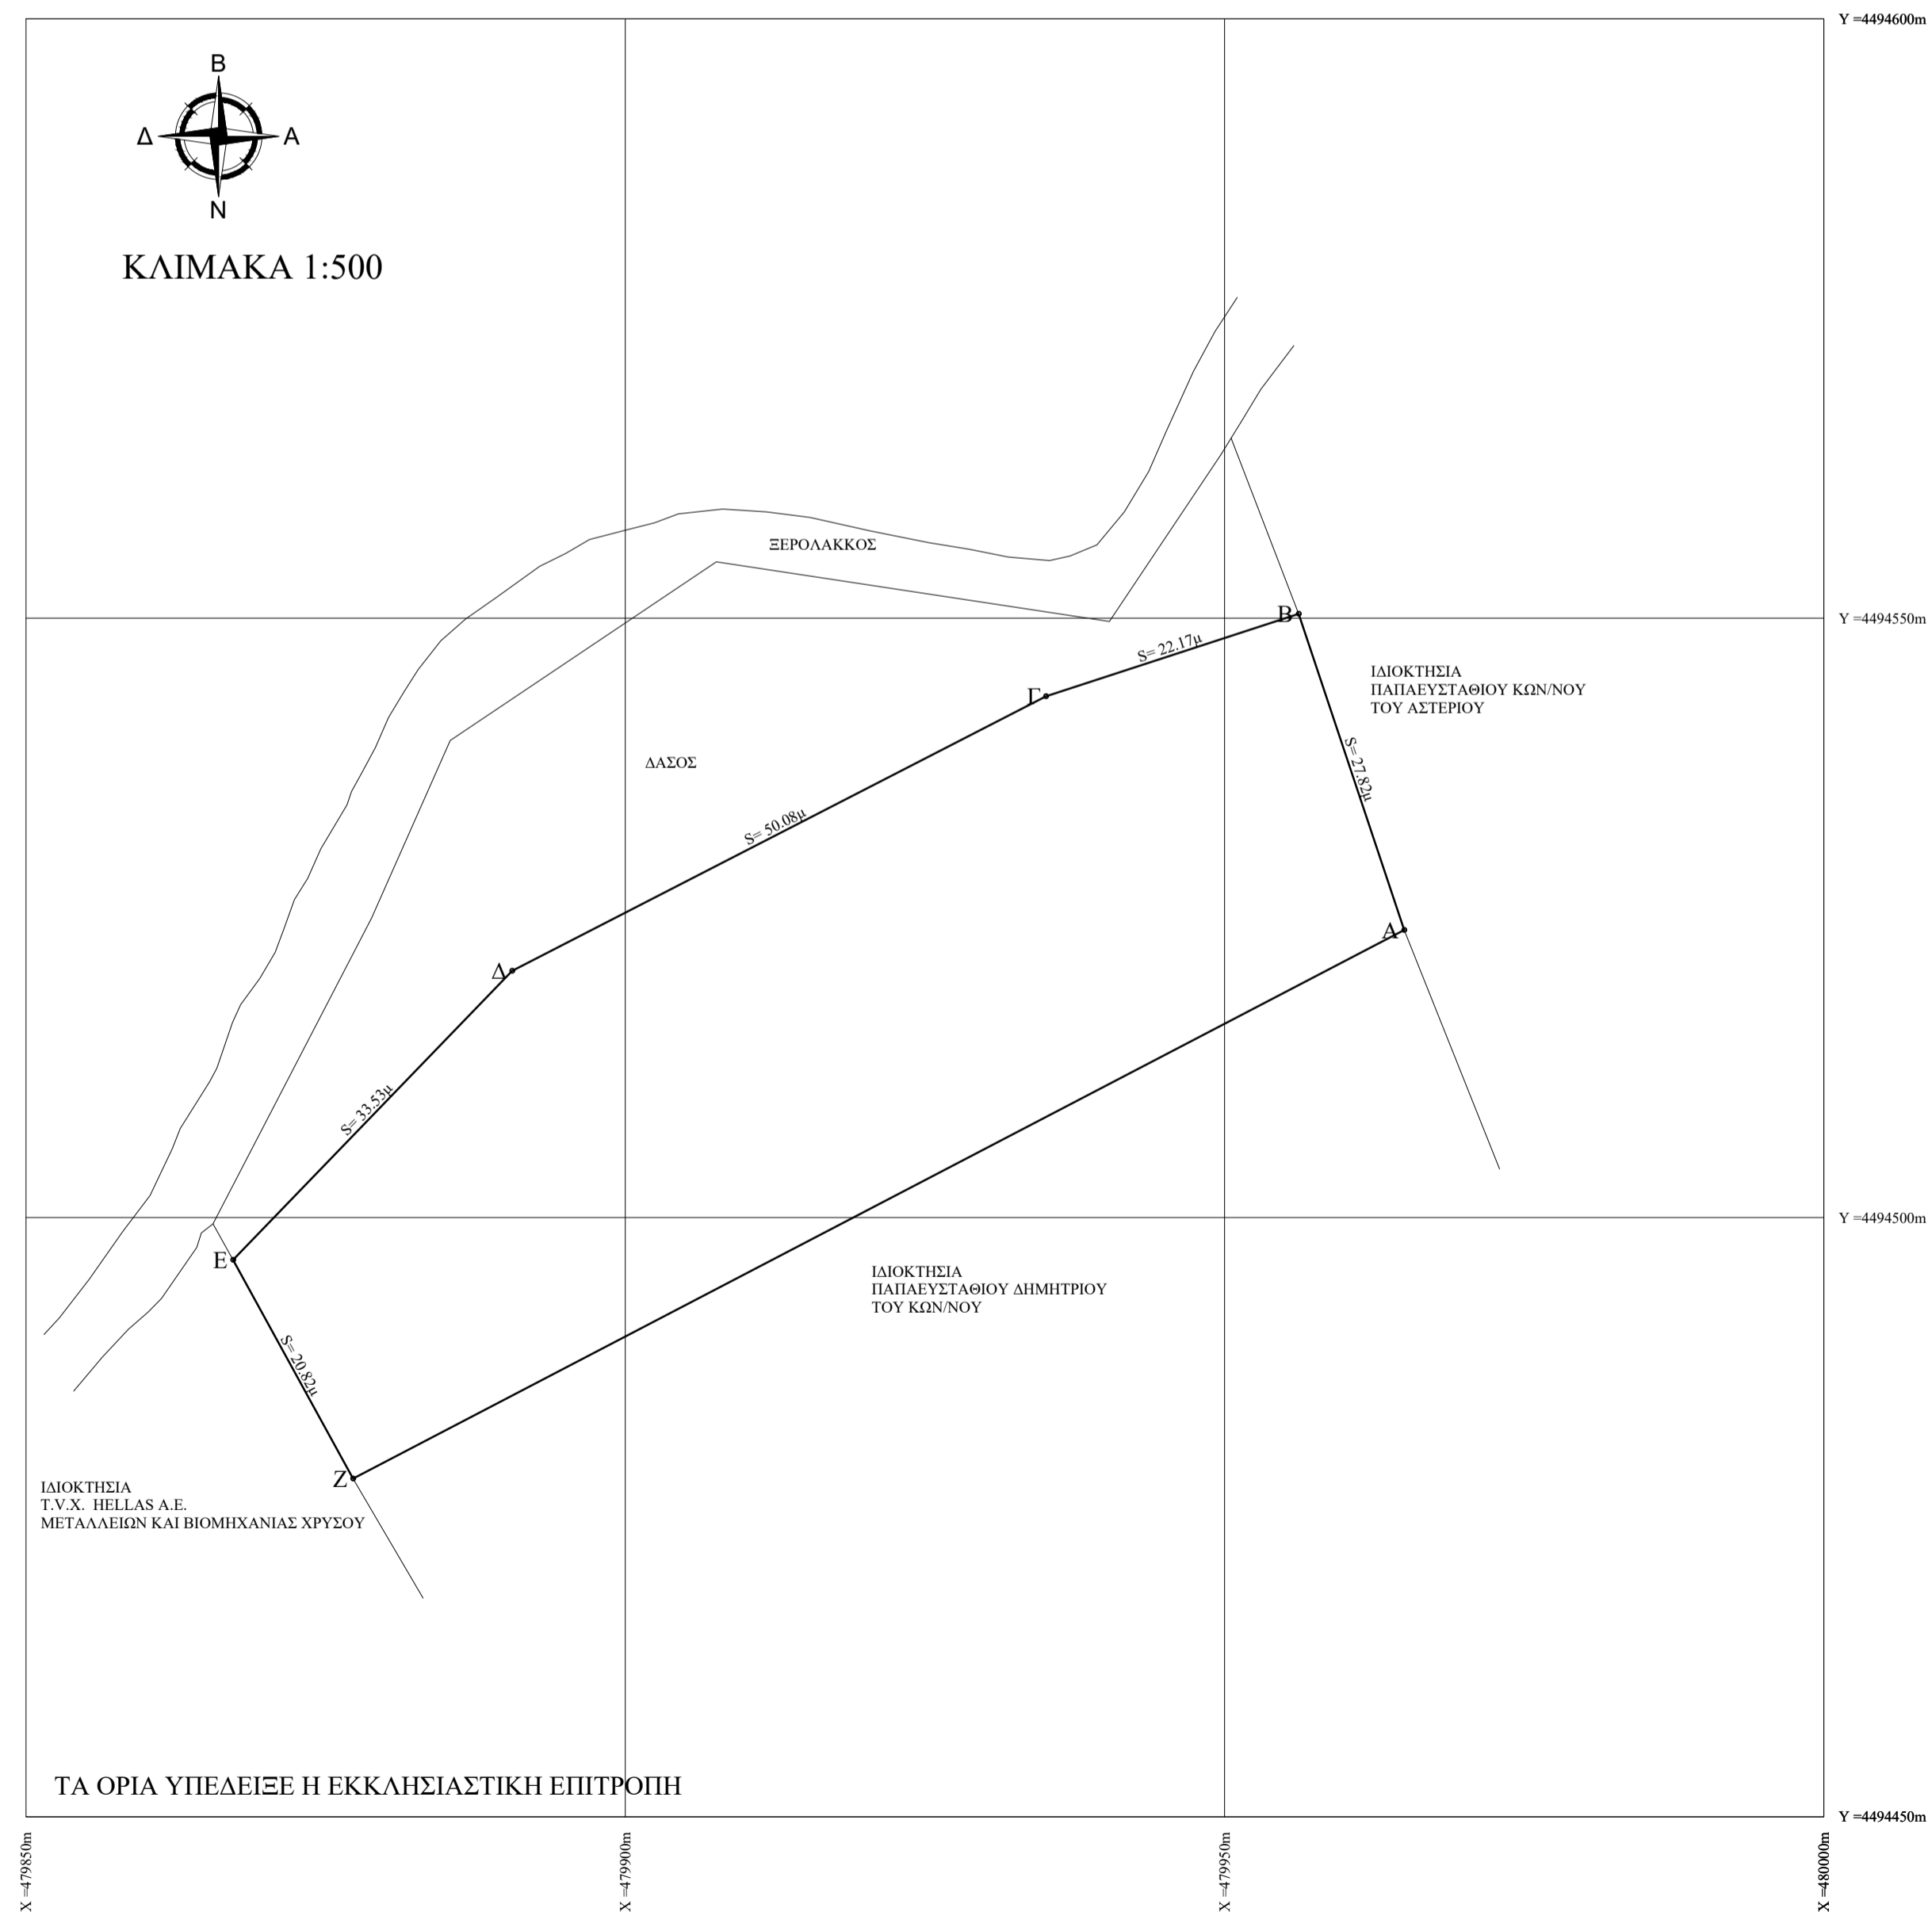 Y =4494600m
Β
Δ
Α
Ν
ΚΛΙΜΑΚΑ 1:500
ΞΕΡΟΛΑΚΚΟΣ
Β
Y =4494550m
S= 22.17μ
ΙΔΙΟΚΤΗΣΙΑ
ΠΑΠΑΕΥΣΤΑΘΙΟΥ ΚΩΝ/ΝΟΥ
ΤΟΥ ΑΣΤΕΡΙΟΥ
Γ
S= 27.82μ
ΔΑΣΟΣ
S= 50.08μ
Α
Δ
S= 33.53μ
Y =4494500m
Ε
ΙΔΙΟΚΤΗΣΙΑ
ΠΑΠΑΕΥΣΤΑΘΙΟΥ ΔΗΜΗΤΡΙΟΥ
ΤΟΥ ΚΩΝ/ΝΟΥ
S= 20.82μ
Ζ
ΙΔΙΟΚΤΗΣΙΑ
T.V.X. HELLAS A.E.
ΜΕΤΑΛΛΕΙΩΝ ΚΑΙ ΒΙΟΜΗΧΑΝΙΑΣ ΧΡΥΣΟΥ
ΤΑ ΟΡΙΑ ΥΠΕΔΕΙΞΕ Η ΕΚΚΛΗΣΙΑΣΤΙΚΗ ΕΠΙΤΡΟΠΗ
Y =4494450m
X =479850m
X =479900m
X =479950m
X =480000m